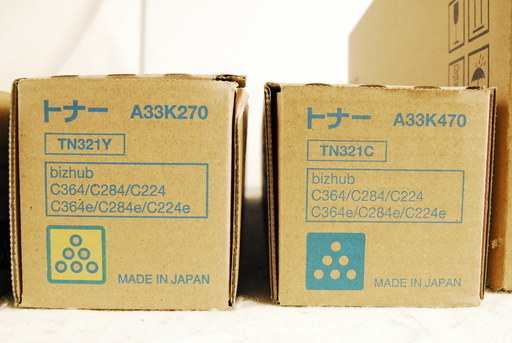 トナー A33K270
TN321Y
bizhub
C364/C284/C224
C364e/C284e/C224e
MADE IN JAPAN
トナー A33K470
TN321C
bizhub
C364/C284/C224
C364e/C284e/C224e
MADE IN JAPAN